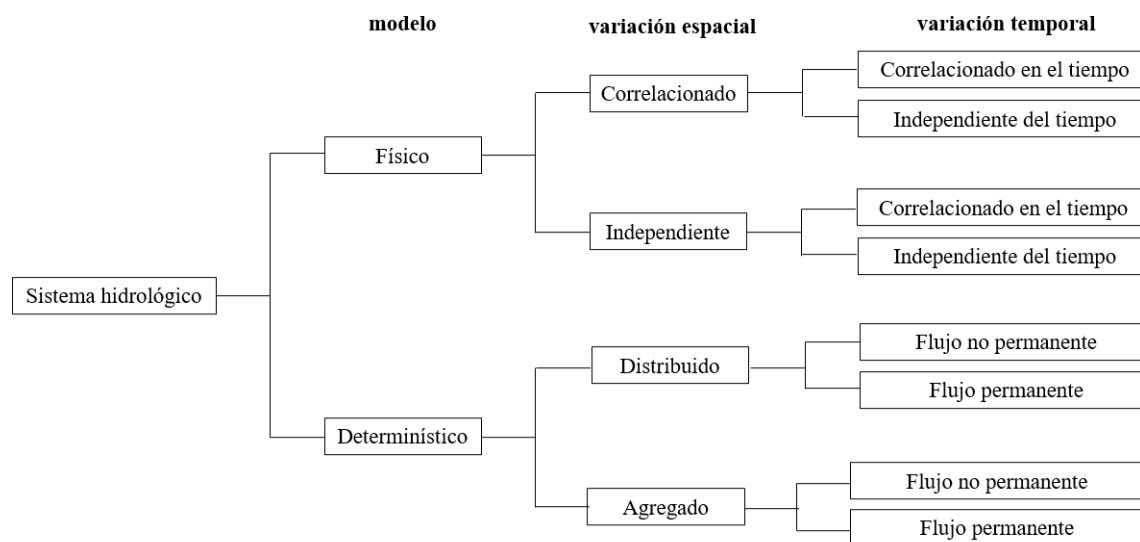 modelo
variación espacial
variación temporal
Correlacionado en el tiempo
Correlacionado
Independiente del tiempo
Físico
Correlacionado en el tiempo
Independiente
Independiente del tiempo
Sistema hidrológico
Flujo no permanente
Distribuido
Flujo permanente
Determinístico
Flujo no permanente
Agregado
Flujo permanente